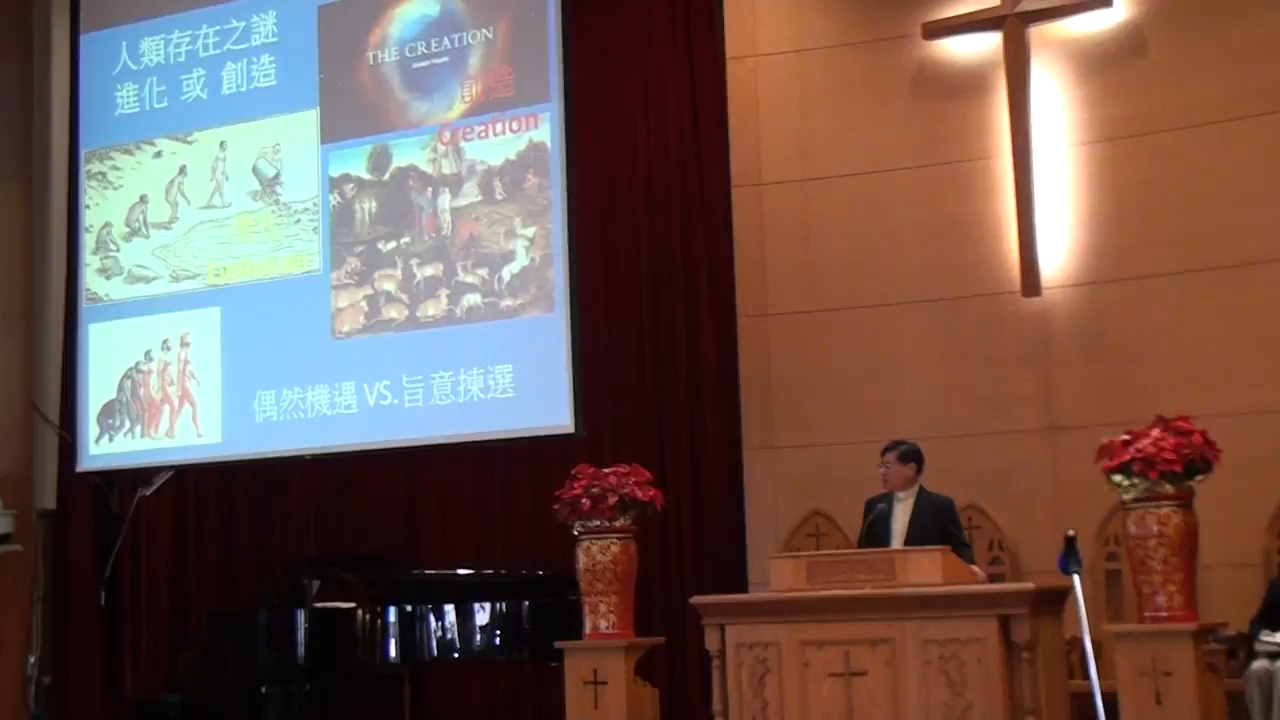 人類存在之謎
進化 或 創造
THE CREATION
創造
Creation
偶然機遇 VS.旨意揀選